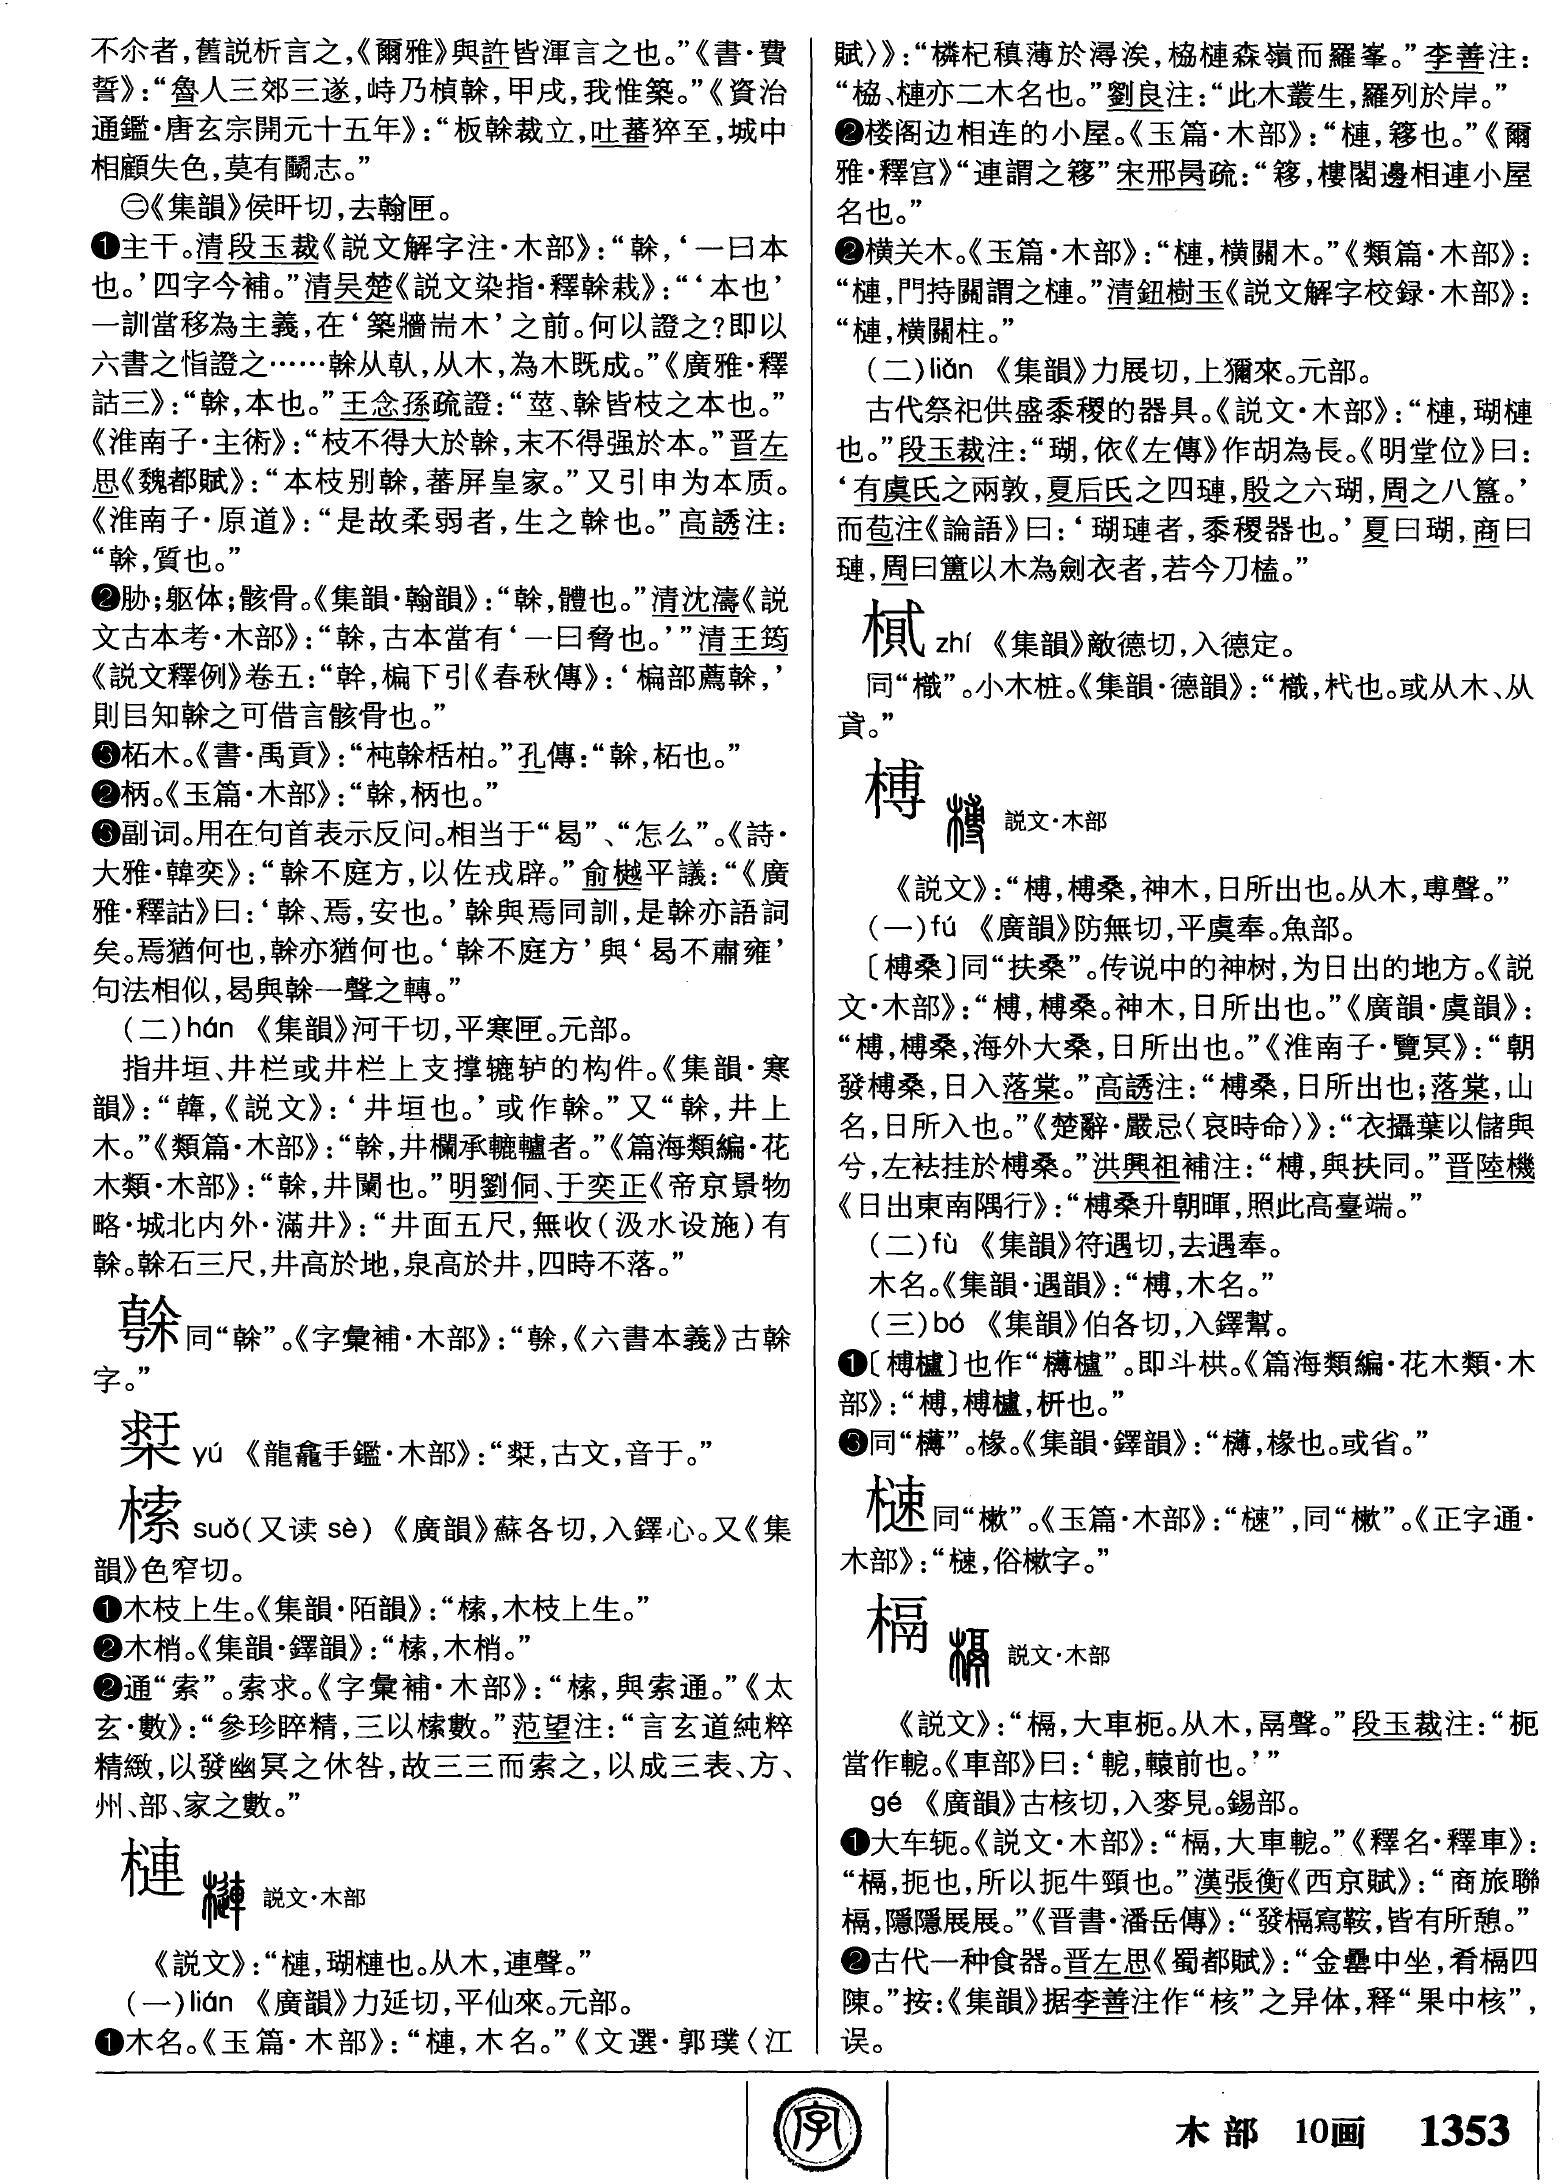 不尒者，舊説析言之，《爾雅》與許皆渾言之也。”《書·費
誓》：“魯人三郊三遂，峙乃楨榦，甲戌，我惟築。”《資治
通鑑·唐玄宗開元十五年》：“板榦裁立，吐蕃猝至，城中
相顧失色，莫有鬭志。”
㊁《集韻》侯旰切，去翰匣。
❶主干。清段玉裁《説文解字注·木部》：“榦，‘一曰本
也。’四字今補。”清吴楚《説文染指·釋榦栽》：“‘本也’
一訓當移為主義，在‘築牆耑木’之前。何以證之？即以
六書之恉證之……榦从倝，从木，為木既成。”《廣雅·釋
詁三》：“榦，本也。”王念孫疏證：“莖、榦皆枝之本也。”
《淮南子·主術》：“枝不得大於榦，末不得强於本。”晋左
思《魏都賦》：“本枝别榦，蕃屏皇家。”又引申为本质。
《淮南子·原道》：“是故柔弱者，生之榦也。”高誘注：
“榦，質也。”
❷胁；躯体；骸骨。《集韻·翰韻》：“榦，體也。”清沈濤《説
文古本考·木部》：“榦，古本當有‘一曰脅也。’”清王筠
《説文釋例》卷五：“幹，楄下引《春秋傳》：‘楄部薦榦，’
則目知榦之可借言骸骨也。”
❸柘木。《書·禹貢》：“杶榦栝柏。”孔傳：“榦，柘也。”
❷柄。《玉篇·木部》：“榦，柄也。”
❸副词。用在句首表示反问。相当于“曷”、“怎么”。《詩·
大雅·韓奕》：“榦不庭方，以佐戎辟。”俞樾平議：“《廣
雅·釋詁》曰：‘榦、焉，安也。’榦與焉同訓，是榦亦語詞
矣。焉猶何也，榦亦猶何也。‘榦不庭方’與‘曷不肅雍’
句法相似，曷與榦一聲之轉。”
（二）hán 《集韻》河干切，平寒匣。元部。
指井垣、井栏或井栏上支撑辘轳的构件。《集韻·寒
韻》：“韓，《説文》：‘井垣也。’或作榦。”又“榦，井上
木。”《類篇·木部》：“榦，井欄承轆轤者。”《篇海類編·花
木類·木部》：“榦，井闌也。”明劉侗、于奕正《帝京景物
略·城北内外·滿井》：“井面五尺，無收（汲水设施）有
榦。榦石三尺，井高於地，泉高於井，四時不落。”
同“榦”。《字彙補·木部》：“，《六書本義》古榦
字。”
yú 《龍龕手鑑·木部》：“，古文，音于。”
榡 suǒ（又读 sè） 《廣韻》蘇各切，入鐸心。又《集
韻》色窄切。
❶木枝上生。《集韻·陌韻》：“，木枝上生。”
❷木梢。《集韻·鐸韻》：“，木梢。”
❷通“索”。索求。《字彙補·木部》：“，與索通。”《太
玄·數》：“參珍睟精，三以數。”范望注：“言玄道純粹
精緻，以發幽冥之休咎，故三三而索之，以成三表、方、
州、部、家之數。”
槤 説文·木部
《説文》：“槤，瑚槤也。从木，連聲。”
（一）lián 《廣韻》力延切，平仙來。元部。
❶木名。《玉篇·木部》：“槤，木名。”《文選·郭璞〈江
賦〉》：“橉杞稹薄於潯涘，栛槤森嶺而羅峯。”李善注：
“栛、槤亦二木名也。”劉良注：“此木叢生，羅列於岸。”
❷楼阁边相连的小屋。《玉篇·木部》：“槤，簃也。”《爾
雅·釋宫》“連謂之簃”宋邢昺疏：“簃，樓閣邊相連小屋
名也。”
❷横关木。《玉篇·木部》：“槤，横關木。”《類篇·木部》：
“槤，門持關謂之槤。”清鈕樹玉《説文解字校録·木部》：
“槤，横關柱。”
（二）liǎn 《集韻》力展切，上獮來。元部。
古代祭祀供盛黍稷的器具。《説文·木部》：“槤，瑚槤
也。”段玉裁注：“瑚，依《左傳》作胡為長。《明堂位》曰：
‘有虞氏之兩敦，夏后氏之四璉，殷之六瑚，周之八簋。’
而苞注《論語》曰：‘瑚璉者，黍稷器也。’夏曰瑚，商曰
璉，周曰簠以木為劍衣者，若今刀榼。”
樲 zhí 《集韻》敵德切，入德定。
同“樴”。小木桩。《集韻·德韻》：“樴，杙也。或从木、从
貣。”
榑 説文·木部
《説文》：“榑，榑桑，神木，日所出也。从木，尃聲。”
（一）fú 《廣韻》防無切，平虞奉。魚部。
〔榑桑〕同“扶桑”。传说中的神树，为日出的地方。《説
文·木部》：“榑，榑桑。神木，日所出也。”《廣韻·虞韻》：
“榑，榑桑，海外大桑，日所出也。”《淮南子·覽冥》：“朝
發榑桑，日入落棠。”高誘注：“榑桑，日所出也；落棠，山
名，日所入也。”《楚辭·嚴忌〈哀時命〉》：“衣攝葉以儲與
兮，左袪挂於榑桑。”洪興祖補注：“榑，與扶同。”晋陸機
《日出東南隅行》：“榑桑升朝暉，照此高臺端。”
（二）fù 《集韻》符遇切，去遇奉。
木名。《集韻·遇韻》：“榑，木名。”
（三）bó 《集韻》伯各切，入鐸幫。
❶〔榑櫨〕也作“欂櫨”。即斗栱。《篇海類編·花木類·木
部》：“榑，榑櫨，枅也。”
❸同“欂”。椽。《集韻·鐸韻》：“欂，椽也。或省。”
樕同“樕”。《玉篇·木部》：“”，同“樕”。《正字通·
木部》：“，俗樕字。”
槅 説文·木部
《説文》：“槅，大車枙。从木，鬲聲。”段玉裁注：“枙
當作軶。《車部》曰：‘軶，轅前也。’”
gé 《廣韻》古核切，入麥見。錫部。
❶大车轭。《説文·木部》：“槅，大車軶。”《釋名·釋車》：
“槅，扼也，所以扼牛頸也。”漢張衡《西京賦》：“商旅聯
槅，隱隱展展。”《晋書·潘岳傳》：“發槅寫鞍，皆有所憩。”
❷古代一种食器。晋左思《蜀都賦》：“金罍中坐，肴槅四
陳。”按：《集韻》据李善注作“核”之异体，释“果中核”，
误。
字
木部 10画 1353